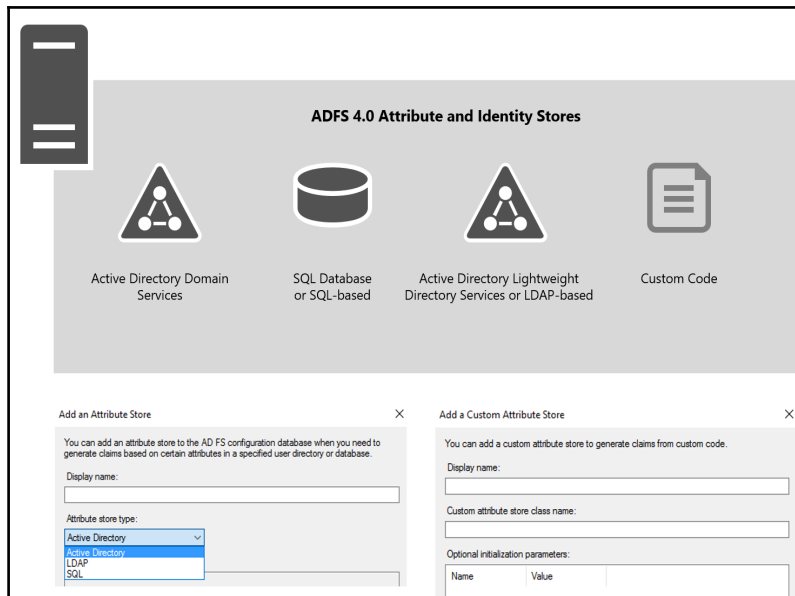 ADFS 4.0 Attribute and Identity Stores
Active Directory Domain
Services
SQL Database
or SQL-based
Active Directory Lightweight
Directory Services or LDAP-based
Custom Code
Add an Attribute Store
You can add an attribute store to the AD FS configuration database when you need to
generate claims based on certain attributes in a specified user directory or database.
Display name:
Attribute store type:
Active Directory
Active Directory
LDAP
SQL
Add a Custom Attribute Store
You can add a custom attribute store to generate claims from custom code.
Display name:
Custom attribute store class name:
Optional initialization parameters:
Name Value